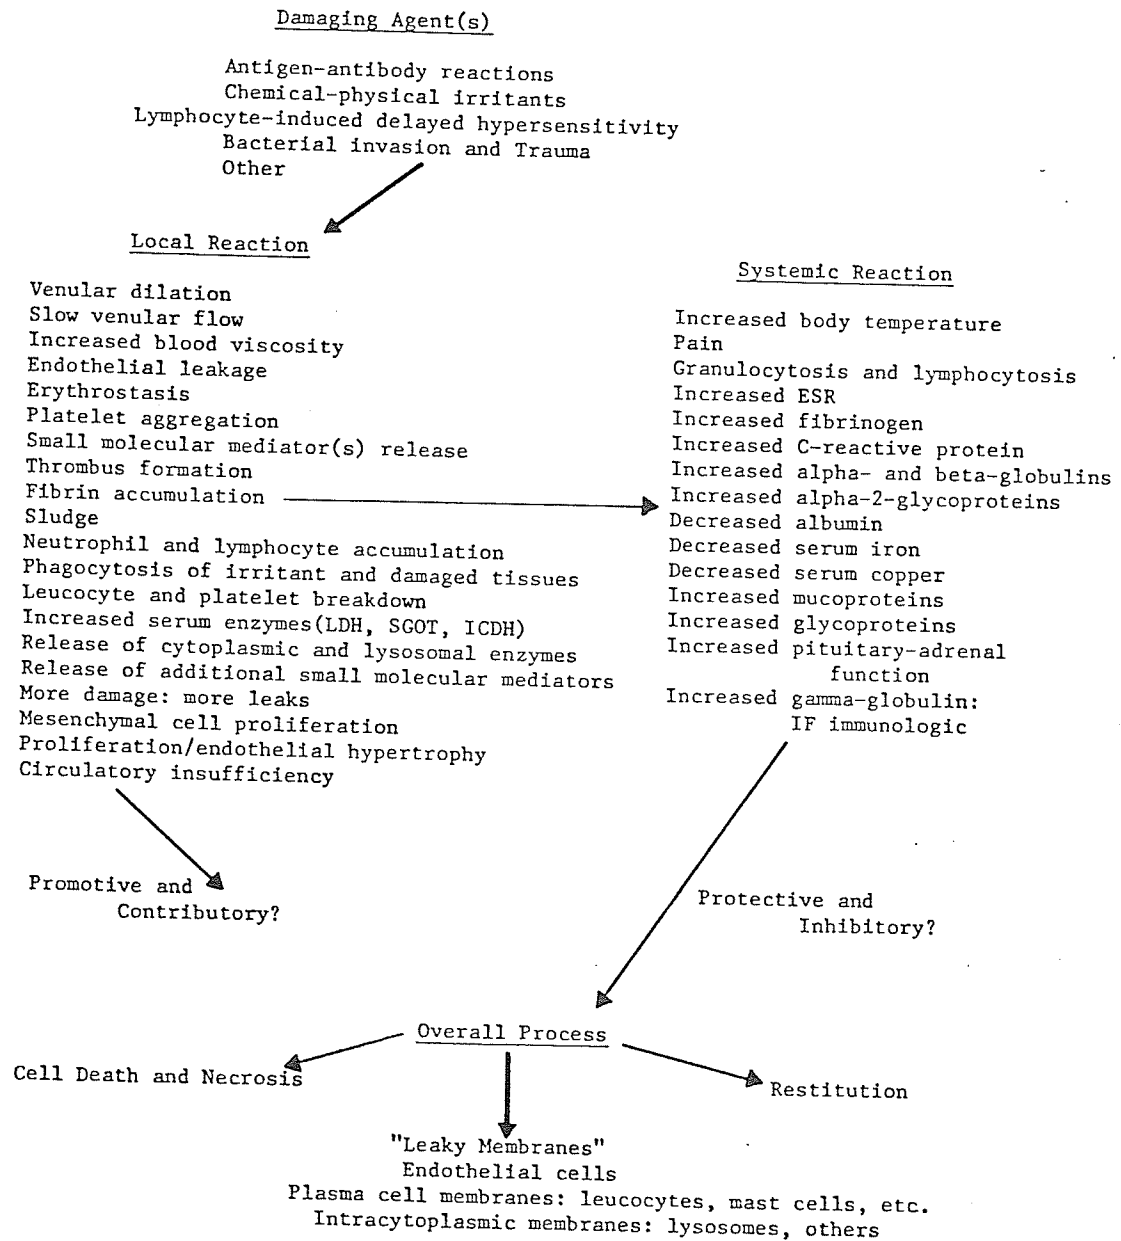 Damaging Agent(s)
Antigen-antibody reactions
Chemical-physical irritants
Lymphocyte-induced delayed hypersensitivity
Bacterial invasion and Trauma
Other
Local Reaction
Venular dilation
Slow venular flow
Increased blood viscosity
Endothelial leakage
Erythrostasis
Platelet aggregation
Small molecular mediator(s) release
Thrombus formation
Fibrin accumulation
Sludge
Neutrophil and lymphocyte accumulation
Phagocytosis of irritant and damaged tissues
Leucocyte and platelet breakdown
Increased serum enzymes(LDH, SGOT, ICDH)
Release of cytoplasmic and lysosomal enzymes
Release of additional small molecular mediators
More damage: more leaks
Mesenchymal cell proliferation
Proliferation/endothelial hypertrophy
Circulatory insufficiency
Systemic Reaction
Increased body temperature
Pain
Granulocytosis and lymphocytosis
Increased ESR
Increased fibrinogen
Increased C-reactive protein
Increased alpha- and beta-globulins
Increased alpha-2-glycoproteins
Decreased albumin
Decreased serum iron
Decreased serum copper
Increased mucoproteins
Increased glycoproteins
Increased pituitary-adrenal
function
Increased gamma-globulin:
IF immunologic
Promotive and
Contributory?
Protective and
Inhibitory?
Overall Process
Cell Death and Necrosis
Restitution
"Leaky Membranes"
Endothelial cells
Plasma cell membranes: leucocytes, mast cells, etc.
Intracytoplasmic membranes: lysosomes, others